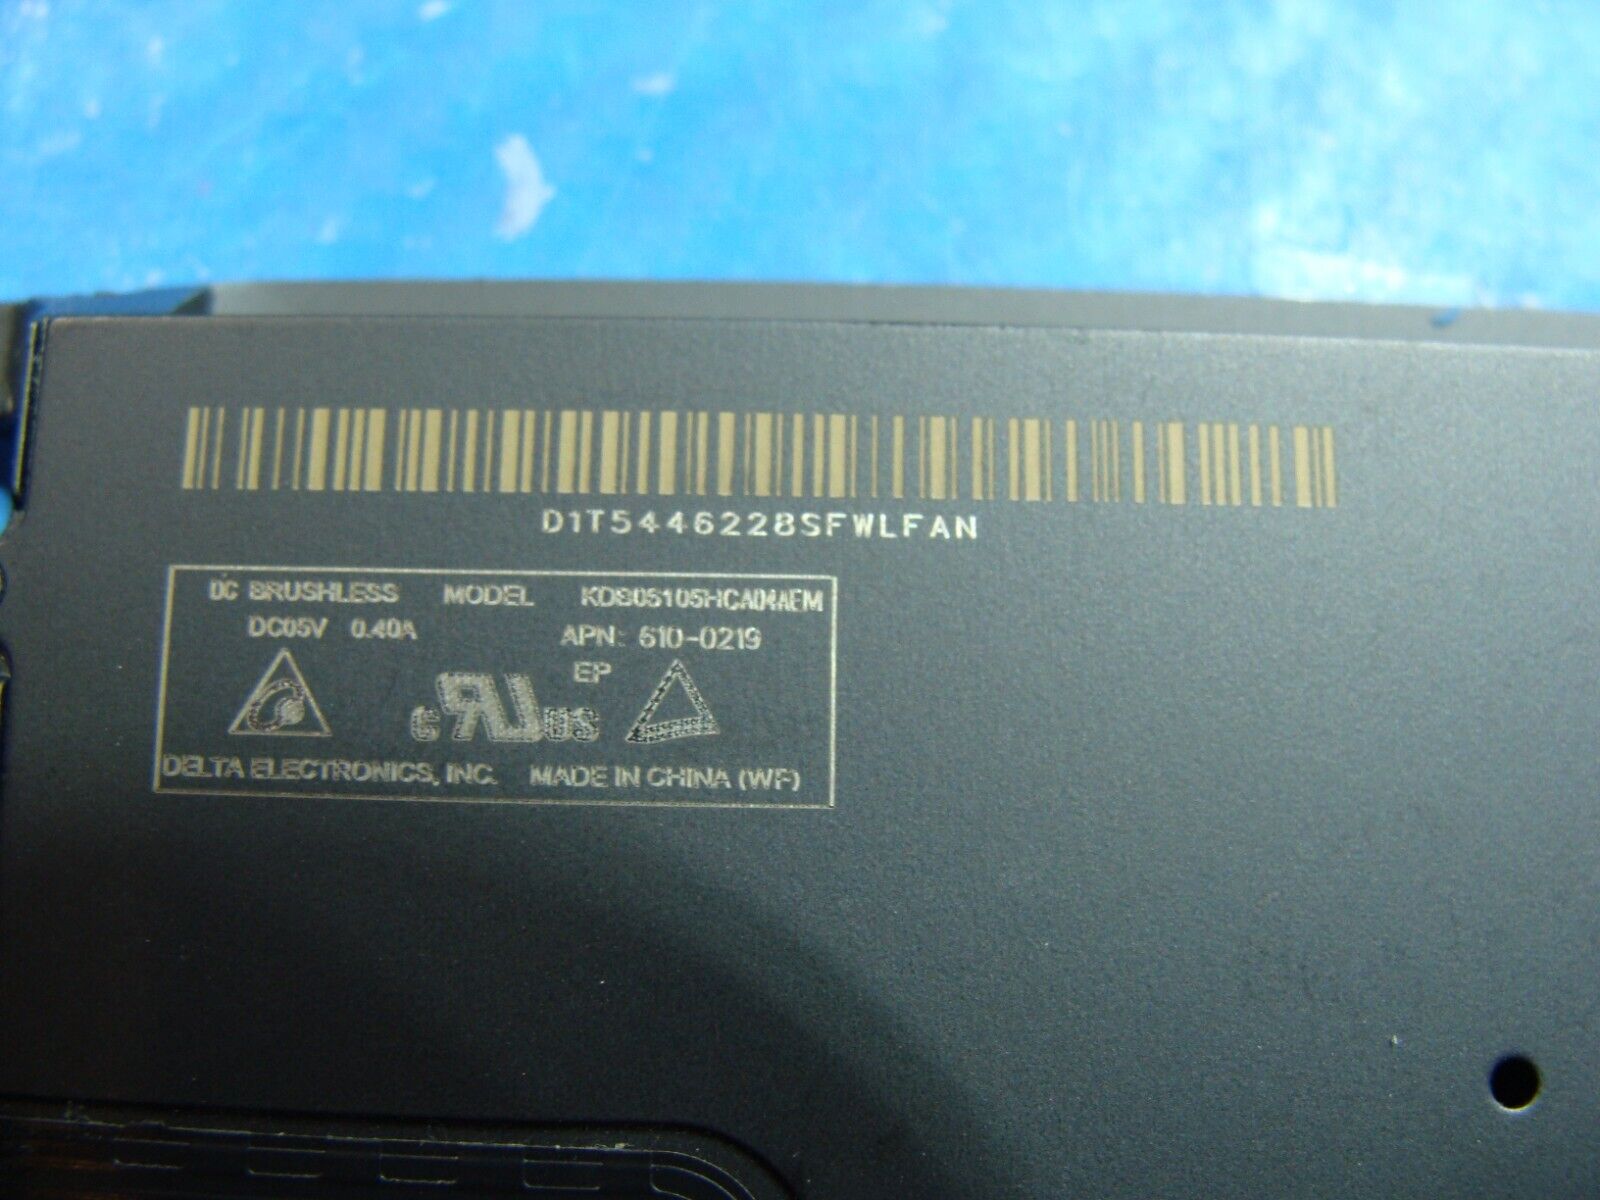 D1T5446228SFWLFAN
DC BRUSHLESS MODEL KDB05105HCA04AEM
DC05V 0.40A APN: 610-0219
EP
c UL us
DELTA ELECTRONICS, INC. MADE IN CHINA (WF)